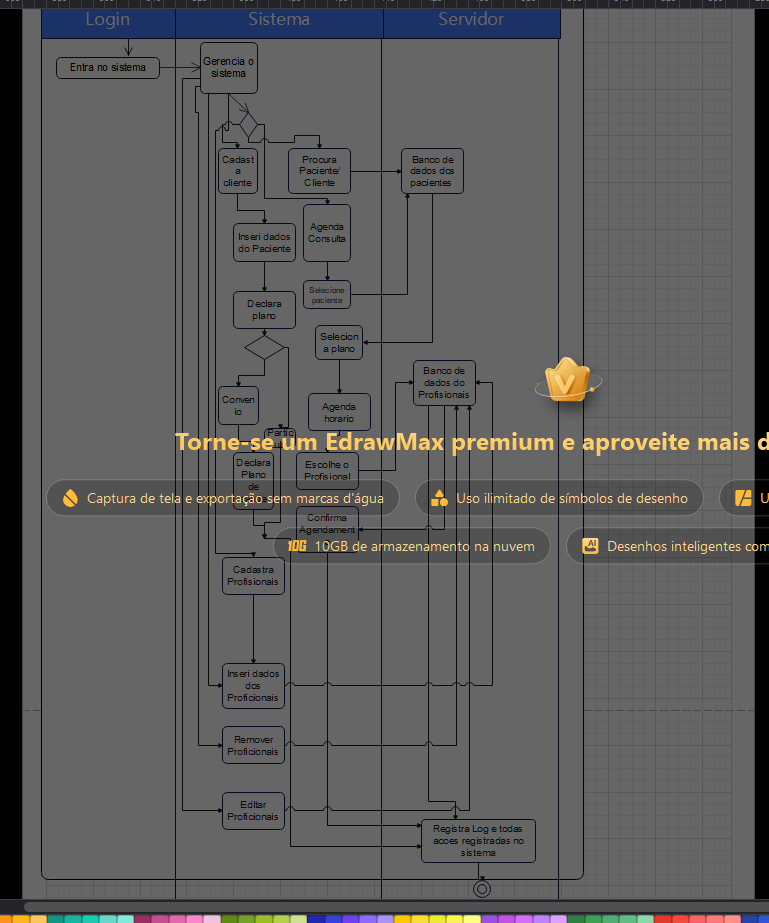 Login
Sistema
Servidor
Entra no sistema
Gerencia o
sistema
Cadast
a
cliente
Procura
Paciente/
Cliente
Banco de
dados dos
pacientes
Inseri dados
do Paciente
Agenda
Consulta
Selecione
paciente
Declara
plano
Selecion
a plano
Banco de
dados do
Profisionais
Conven
io
Agenda
horario
Partic
Torne-se um EdrawMax premium e aproveite mais d
Declara
Plano
de
Escolhe o
Profisional
Captura de tela e exportação sem marcas d'água
Uso ilimitado de símbolos de desenho
U
Confirma
Agendament
10G
10GB de armazenamento na nuvem
AI
Desenhos inteligentes com
Cadastra
Profisionais
Inseri dados
dos
Proficionais
Remover
Proficionais
Editar
Proficionais
Registra Log e todas
acoes registradas no
sistema